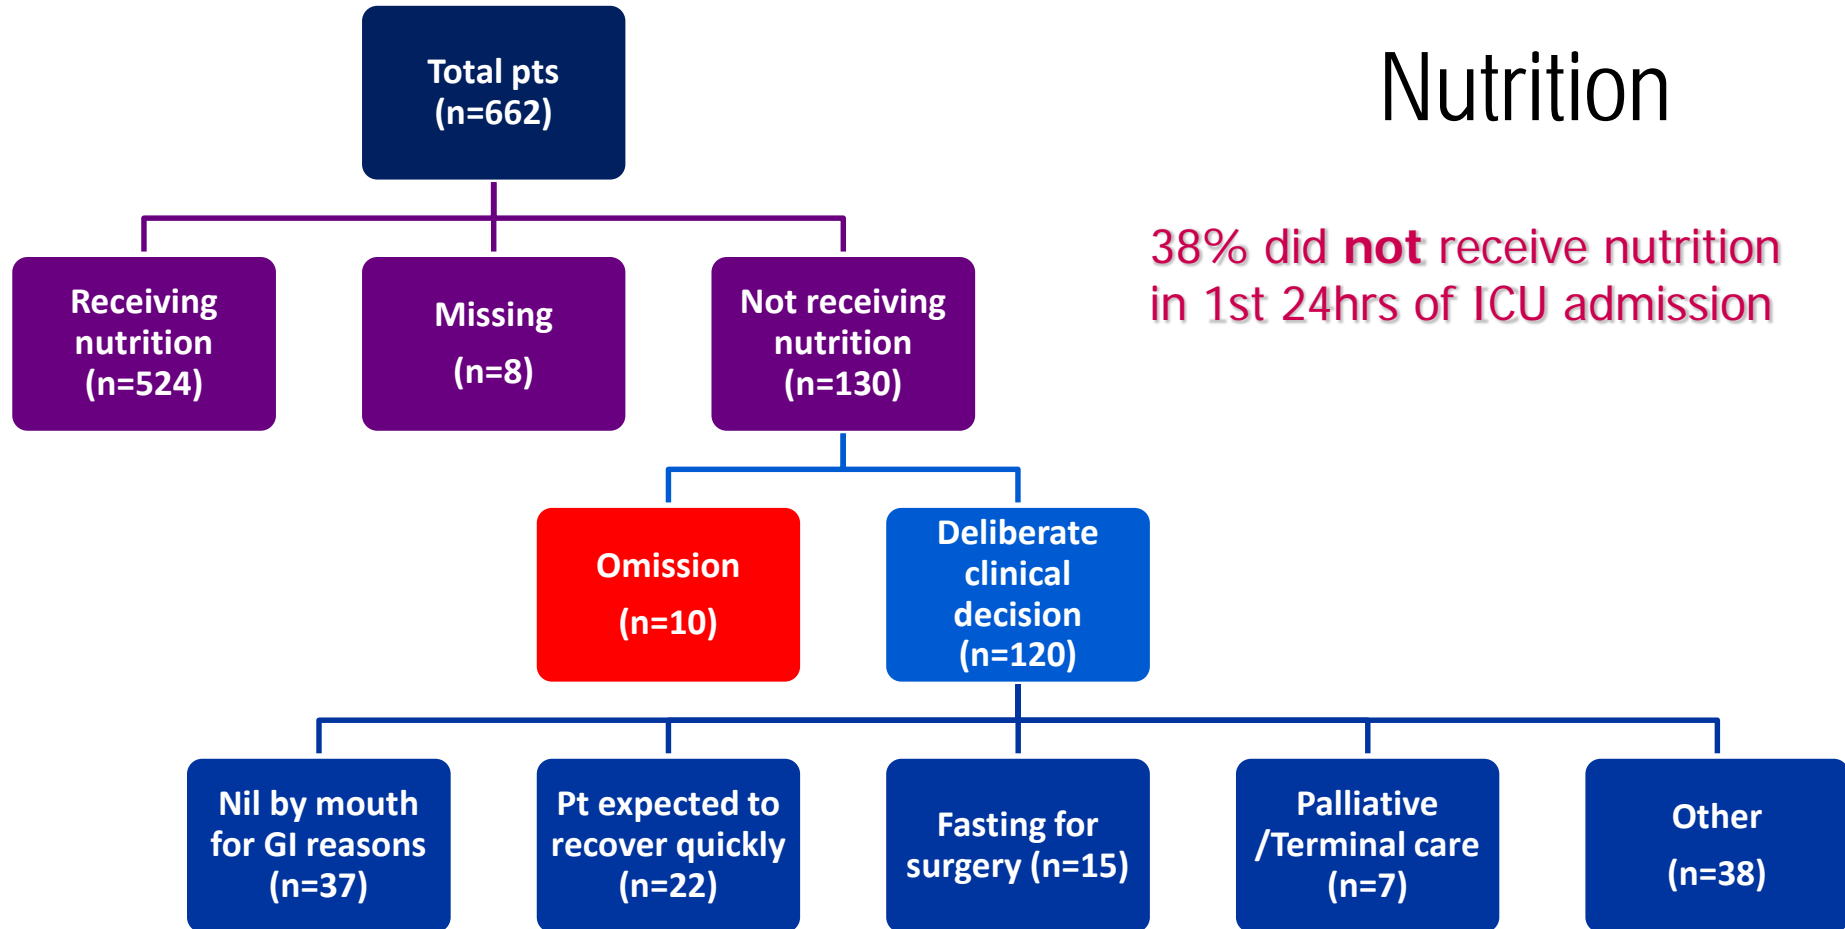 Total pts
(n=662)
Nutrition
38% did not receive nutrition
in 1st 24hrs of ICU admission
Receiving
nutrition
(n=524)
Missing
(n=8)
Not receiving
nutrition
(n=130)
Omission
(n=10)
Deliberate
clinical
decision
(n=120)
Nil by mouth
for GI reasons
(n=37)
Pt expected to
recover quickly
(n=22)
Fasting for
surgery (n=15)
Palliative
/Terminal care
(n=7)
Other
(n=38)